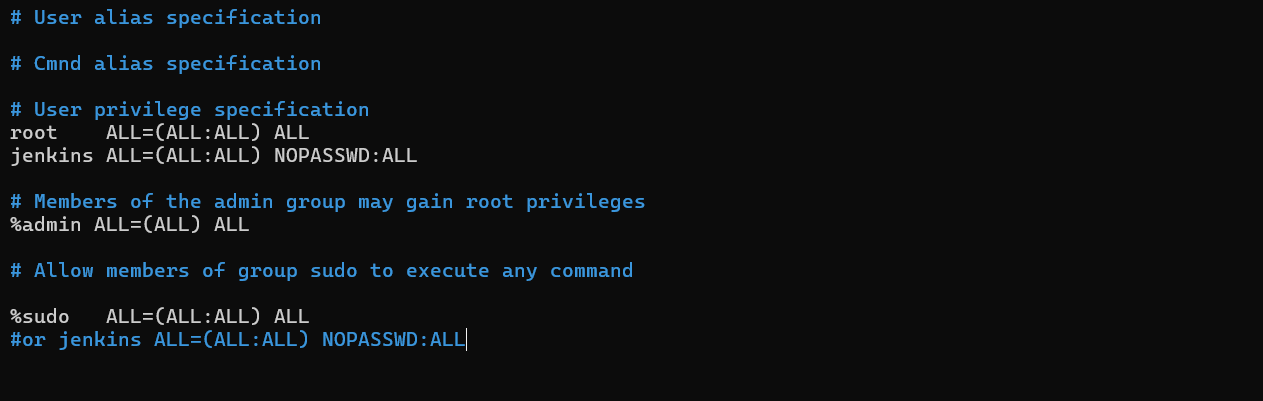 # User alias specification
# Cmnd alias specification
# User privilege specification
root    ALL=(ALL:ALL) ALL
jenkins ALL=(ALL:ALL) NOPASSWD:ALL
# Members of the admin group may gain root privileges
%admin ALL=(ALL) ALL
# Allow members of group sudo to execute any command
%sudo   ALL=(ALL:ALL) ALL
#or jenkins ALL=(ALL:ALL) NOPASSWD:ALL